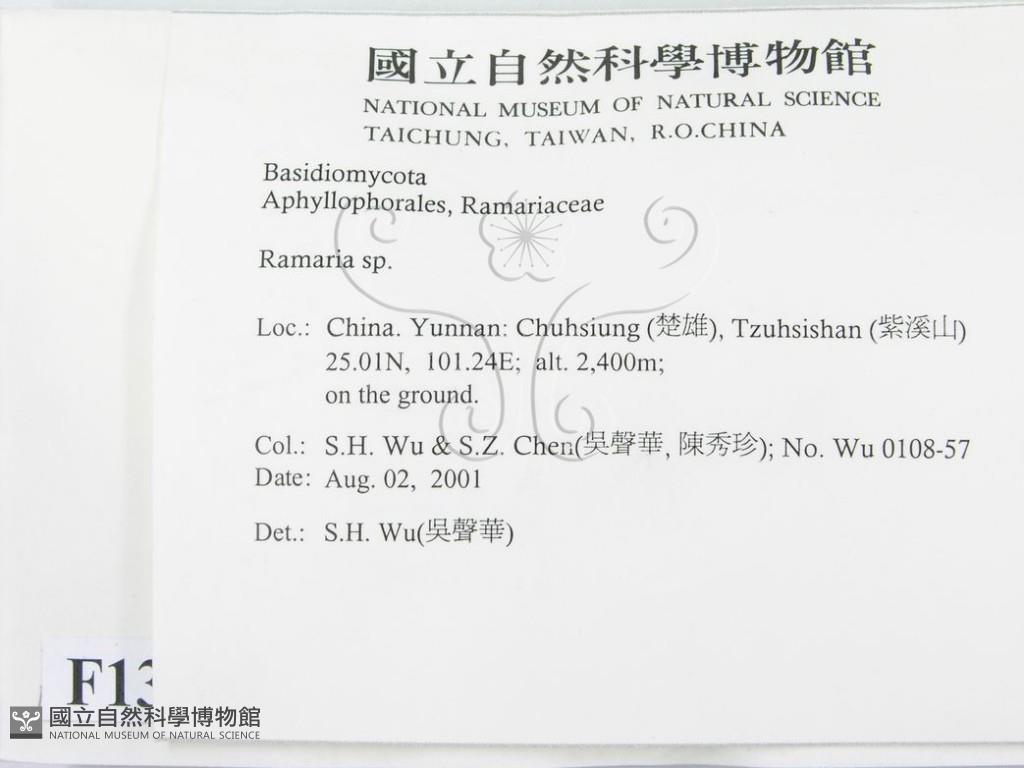 國立自然科學博物館
NATIONAL MUSEUM OF NATURAL SCIENCE
TAICHUNG, TAIWAN, R.O.CHINA
Basidiomycota
Aphyllophorales, Ramariaceae
Ramaria sp.
Loc.: China. Yunnan: Chuhsiung (楚雄), Tzuhsishan (紫溪山)
25.01N, 101.24E; alt. 2,400m;
on the ground.
Col.: S.H. Wu & S.Z. Chen(吳聲華, 陳秀珍); No. Wu 0108-57
Date: Aug. 02, 2001
Det.: S.H. Wu(吳聲華)
國立自然科學博物館
NATIONAL MUSEUM OF NATURAL SCIENCE